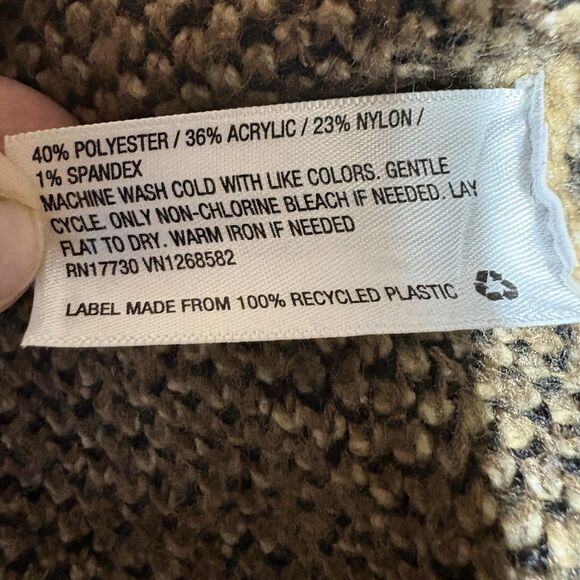 40% POLYESTER / 36% ACRYLIC / 23% NYLON /
1% SPANDEX
MACHINE WASH COLD WITH LIKE COLORS. GENTLE
CYCLE. ONLY NON-CHLORINE BLEACH IF NEEDED. LAY
FLAT TO DRY. WARM IRON IF NEEDED
RN17730 VN1268582
LABEL MADE FROM 100% RECYCLED PLASTIC